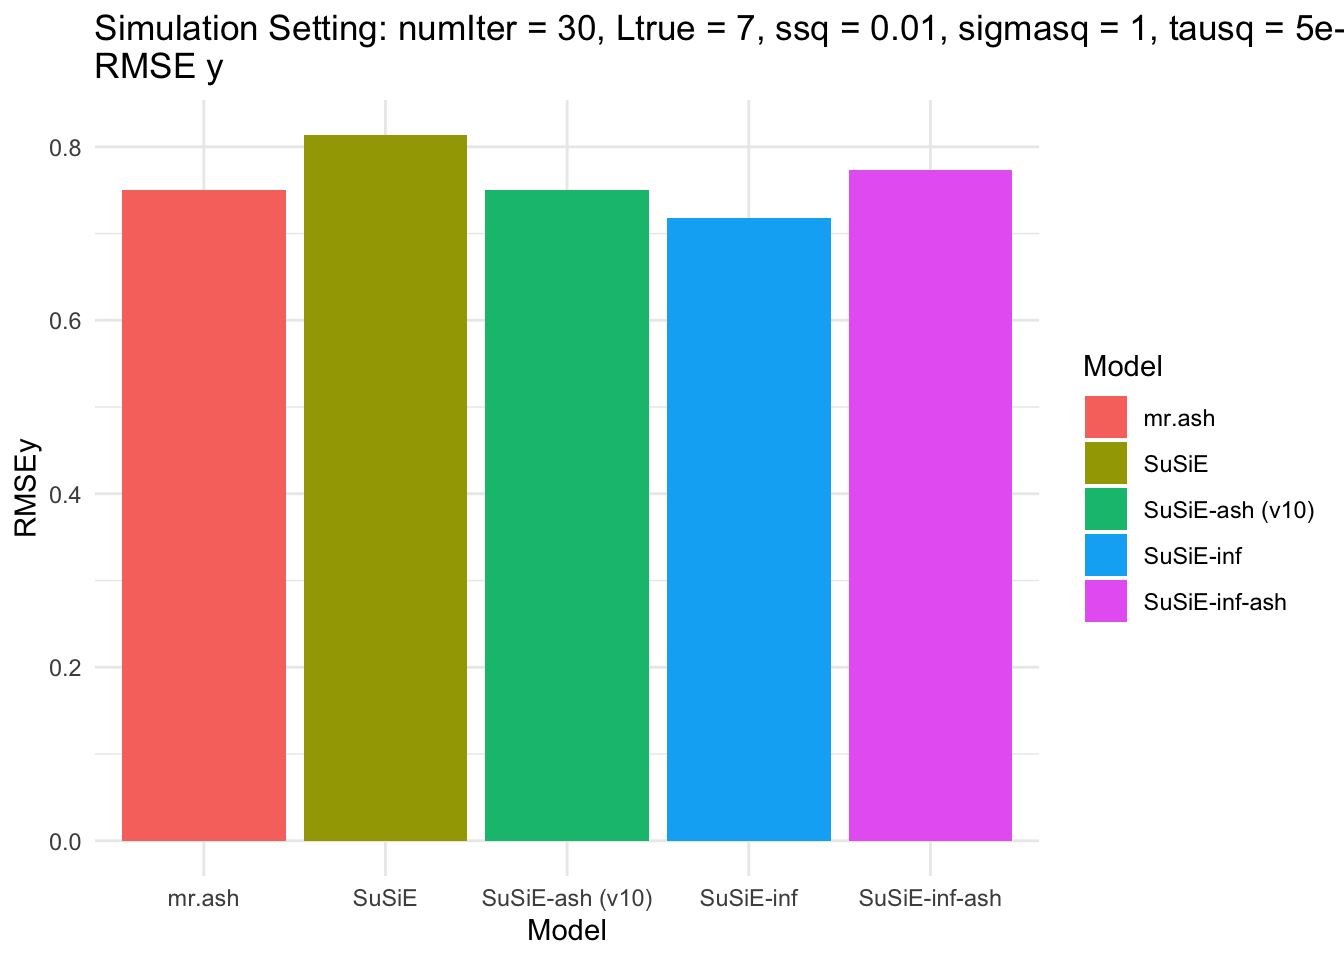 Simulation Setting: numIter = 30, Ltrue = 7, ssq = 0.01, sigmasq = 1, tausq = 5e-
RMSE y
0.8
0.6
0.4
0.2
0.0
RMSEy
mr.ash
SuSiE
SuSiE-ash (v10)
SuSiE-inf
SuSiE-inf-ash
Model
Model
mr.ash
SuSiE
SuSiE-ash (v10)
SuSiE-inf
SuSiE-inf-ash